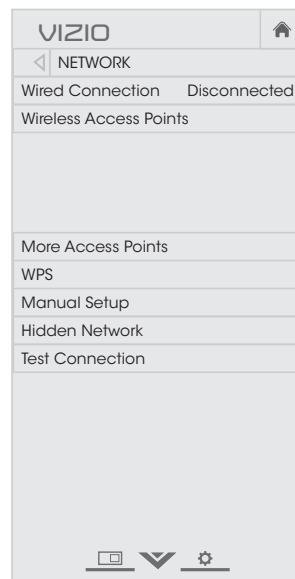 VIZIO
NETWORK
Wired Connection Disconnected
Wireless Access Points
More Access Points
WPS
Manual Setup
Hidden Network
Test Connection